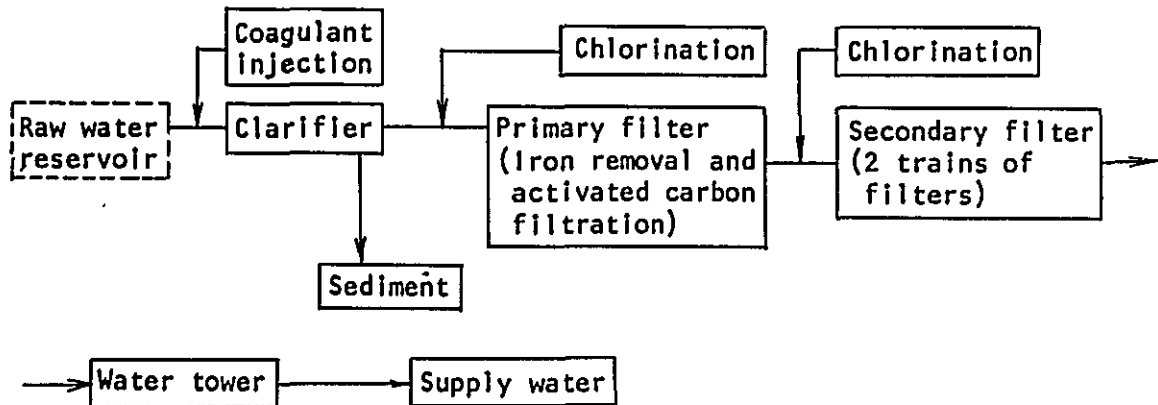 Coagulant
injection
Chlorination
Chlorination
Raw water
reservoir
Clarifier
Primary filter
(Iron removal and
activated carbon
filtration)
Secondary filter
(2 trains of
filters)
Sediment
Water tower
Supply water